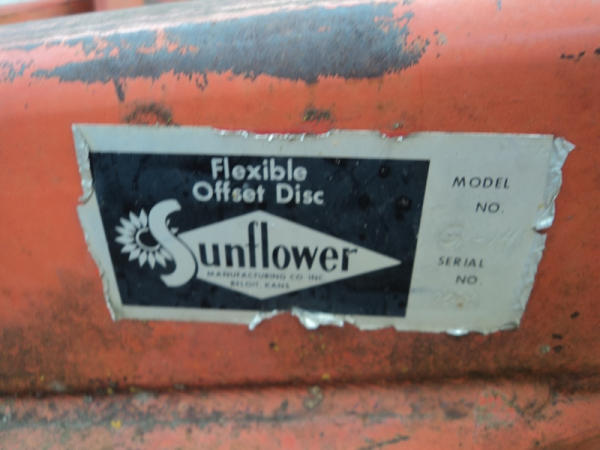 Flexible
Offset Disc
Sunflower
MANUFACTURING CO. INC.
BELOIT, KANS.
MODEL
NO.
SERIAL
NO.